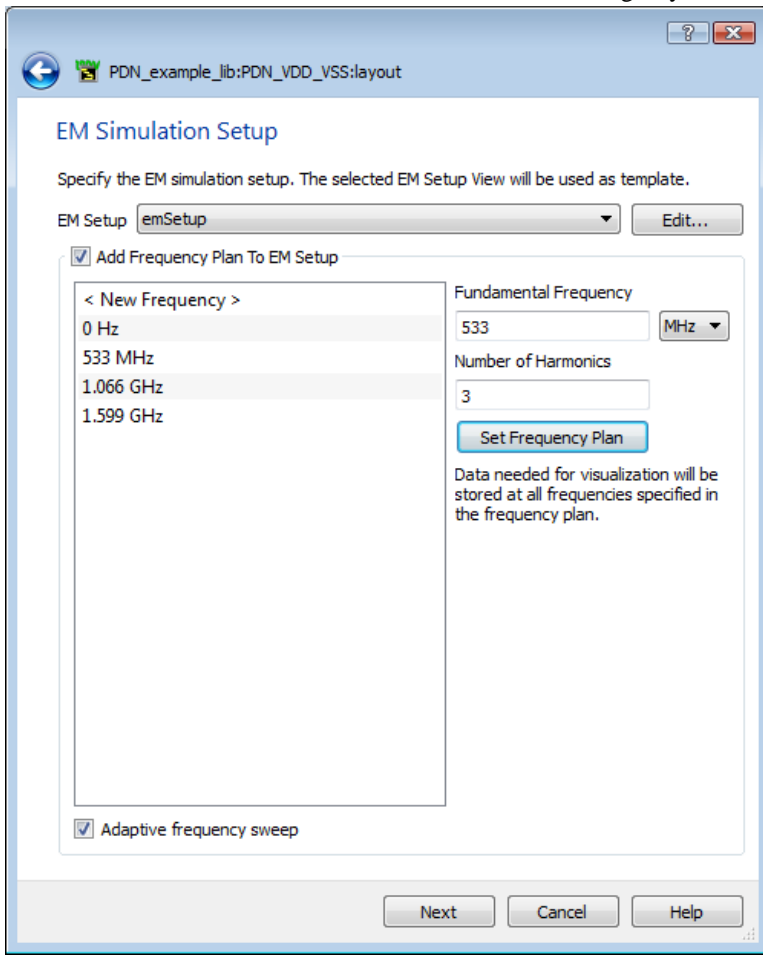 PDN_example_lib:PDN_VDD_VSS:layout
EM Simulation Setup
Specify the EM simulation setup. The selected EM Setup View will be used as template.
EM Setup emSetup Edit...
Add Frequency Plan To EM Setup
< New Frequency >
0 Hz
533 MHz
1.066 GHz
1.599 GHz
Fundamental Frequency
533 MHz
Number of Harmonics
3
Set Frequency Plan
Data needed for visualization will be
stored at all frequencies specified in
the frequency plan.
Adaptive frequency sweep
Next Cancel Help